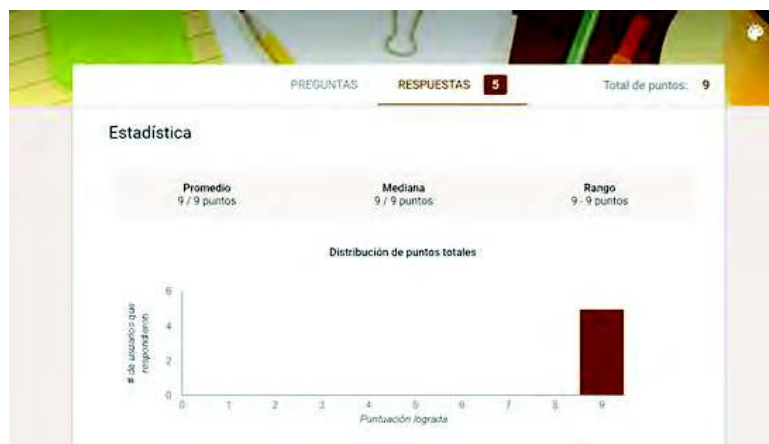 PREGUNTAS RESPUESTAS 5 Total de puntos: 9
Estadística
Promedio Mediana Rango
9 / 9 puntos 9 / 9 puntos 9 - 9 puntos
Distribución de puntos totales
# de usuarios que
respondieron
6
4
2
0
0 1 2 3 4 5 6 7 8 9
Puntuación lograda